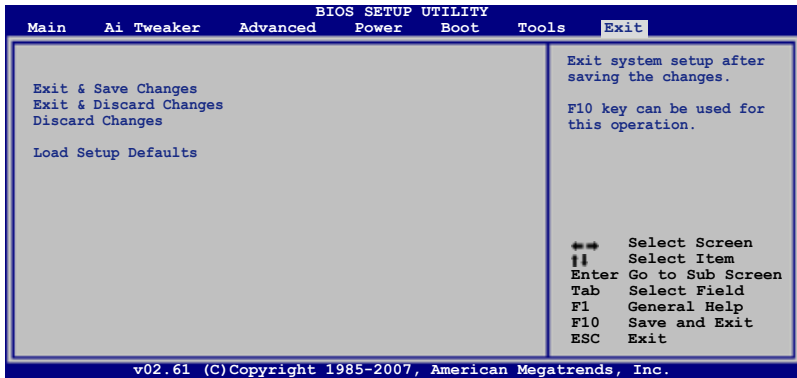 BIOS SETUP UTILITY
Main Ai Tweaker Advanced Power Boot Tools Exit
Exit & Save Changes
Exit & Discard Changes
Discard Changes
Load Setup Defaults
Exit system setup after
saving the changes.
F10 key can be used for
this operation.
←→ Select Screen
↑↓ Select Item
Enter Go to Sub Screen
Tab Select Field
F1 General Help
F10 Save and Exit
ESC Exit
v02.61 (C)Copyright 1985-2007, American Megatrends, Inc.